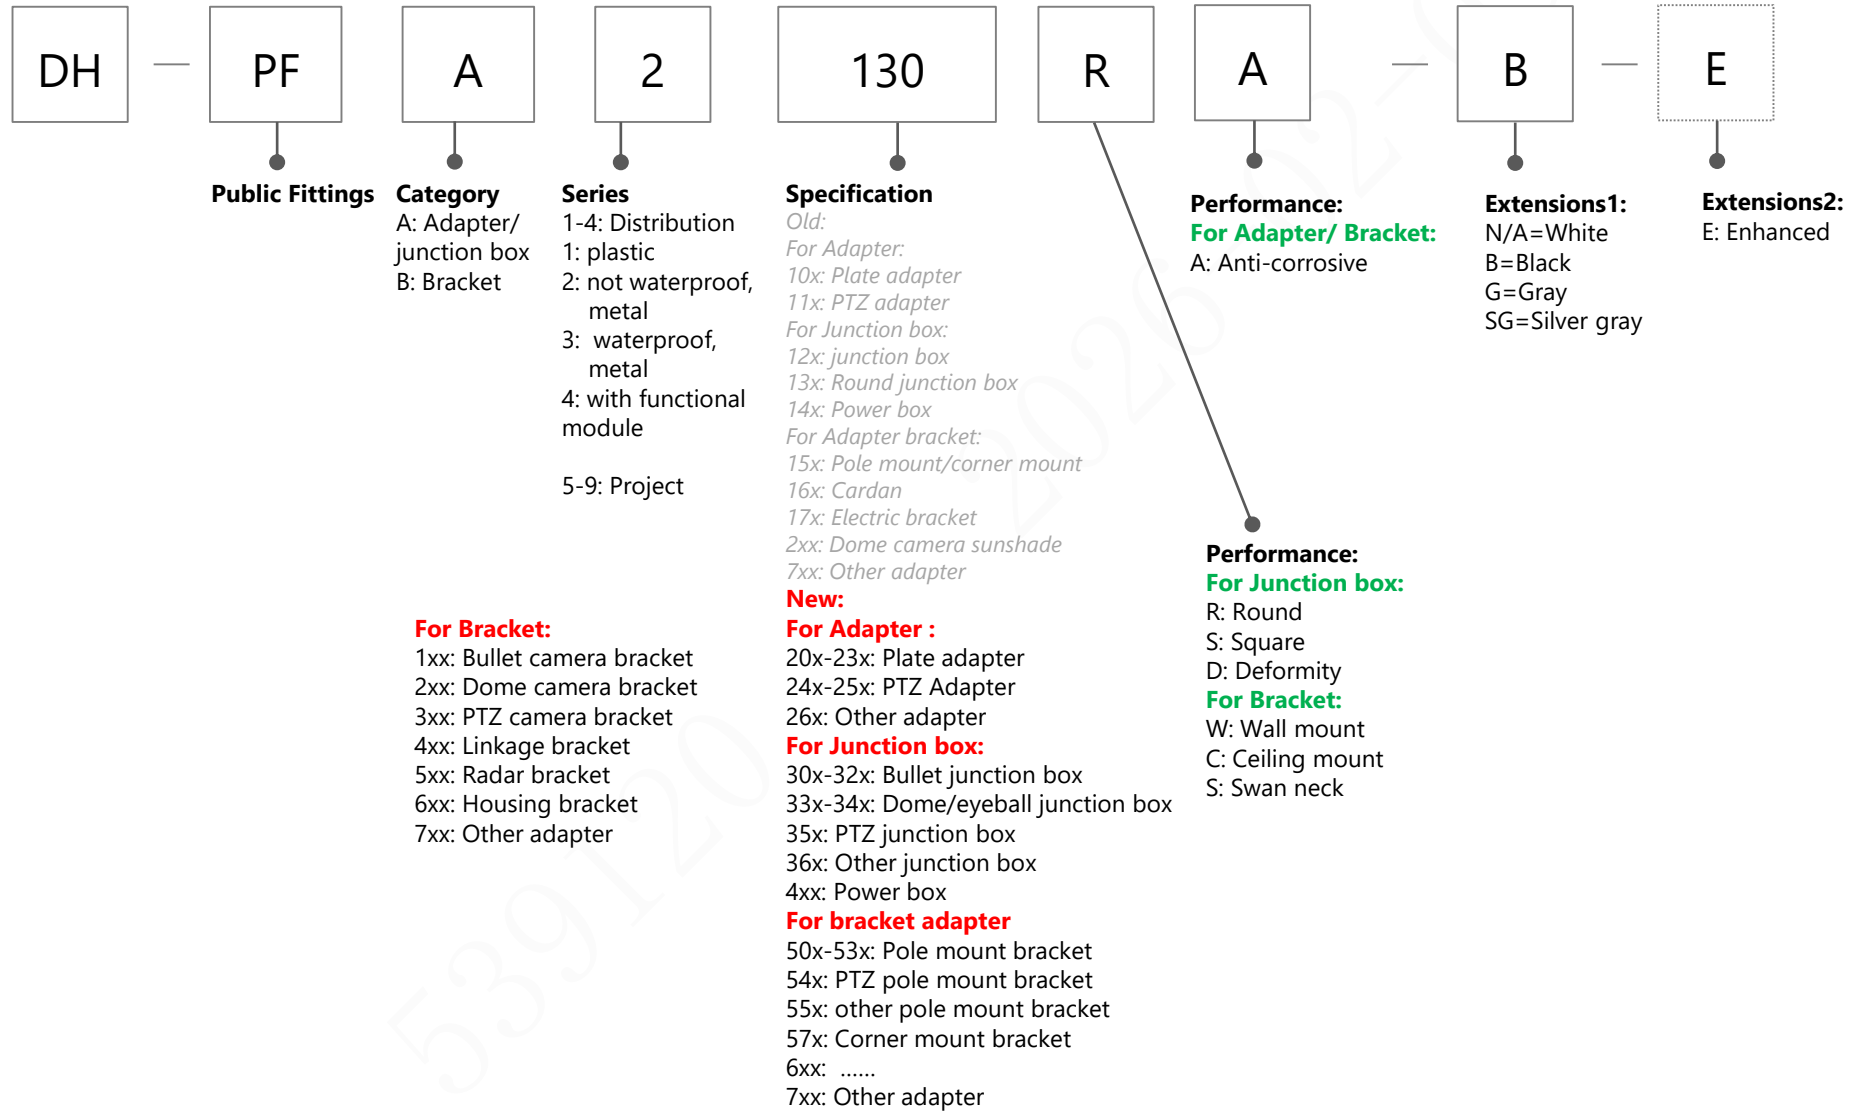 DH — PF A 2 130 R A — B — E
Public Fittings
Category
A: Adapter/
junction box
B: Bracket
Series
1-4: Distribution
1: plastic
2: not waterproof,
metal
3: waterproof,
metal
4: with functional
module
5-9: Project
Specification
Old:
For Adapter:
10x: Plate adapter
11x: PTZ adapter
For Junction box:
12x: junction box
13x: Round junction box
14x: Power box
For Adapter bracket:
15x: Pole mount/corner mount
16x: Cardan
17x: Electric bracket
2xx: Dome camera sunshade
7xx: Other adapter
New:
For Adapter :
20x-23x: Plate adapter
24x-25x: PTZ Adapter
26x: Other adapter
For Junction box:
30x-32x: Bullet junction box
33x-34x: Dome/eyeball junction box
35x: PTZ junction box
36x: Other junction box
4xx: Power box
For bracket adapter
50x-53x: Pole mount bracket
54x: PTZ pole mount bracket
55x: other pole mount bracket
57x: Corner mount bracket
6xx: ......
7xx: Other adapter
For Bracket:
1xx: Bullet camera bracket
2xx: Dome camera bracket
3xx: PTZ camera bracket
4xx: Linkage bracket
5xx: Radar bracket
6xx: Housing bracket
7xx: Other adapter
Performance:
For Adapter/ Bracket:
A: Anti-corrosive
Performance:
For Junction box:
R: Round
S: Square
D: Deformity
For Bracket:
W: Wall mount
C: Ceiling mount
S: Swan neck
Extensions1:
N/A=White
B=Black
G=Gray
SG=Silver gray
Extensions2:
E: Enhanced
539120